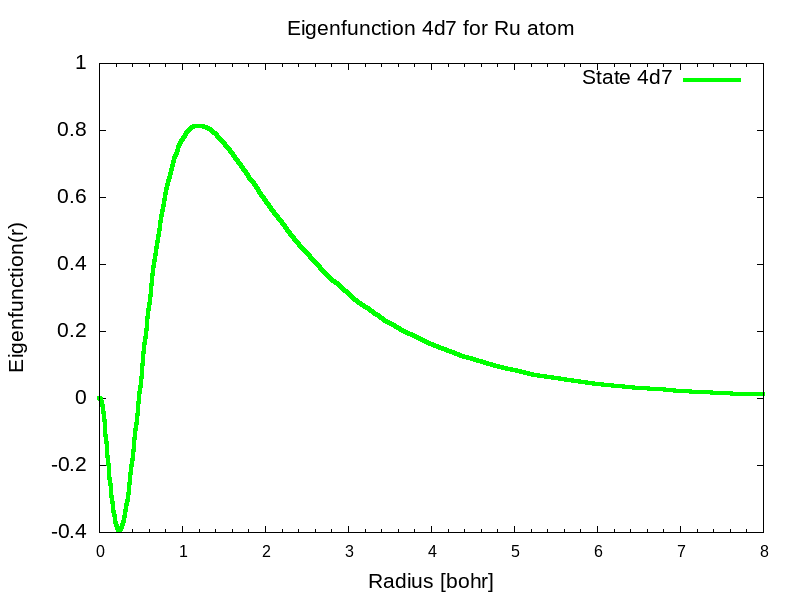 Eigenfunction 4d7 for Ru atom
State 4d7
Eigenfunction(r)
1
0.8
0.6
0.4
0.2
0
-0.2
-0.4
0 1 2 3 4 5 6 7 8
Radius [bohr]